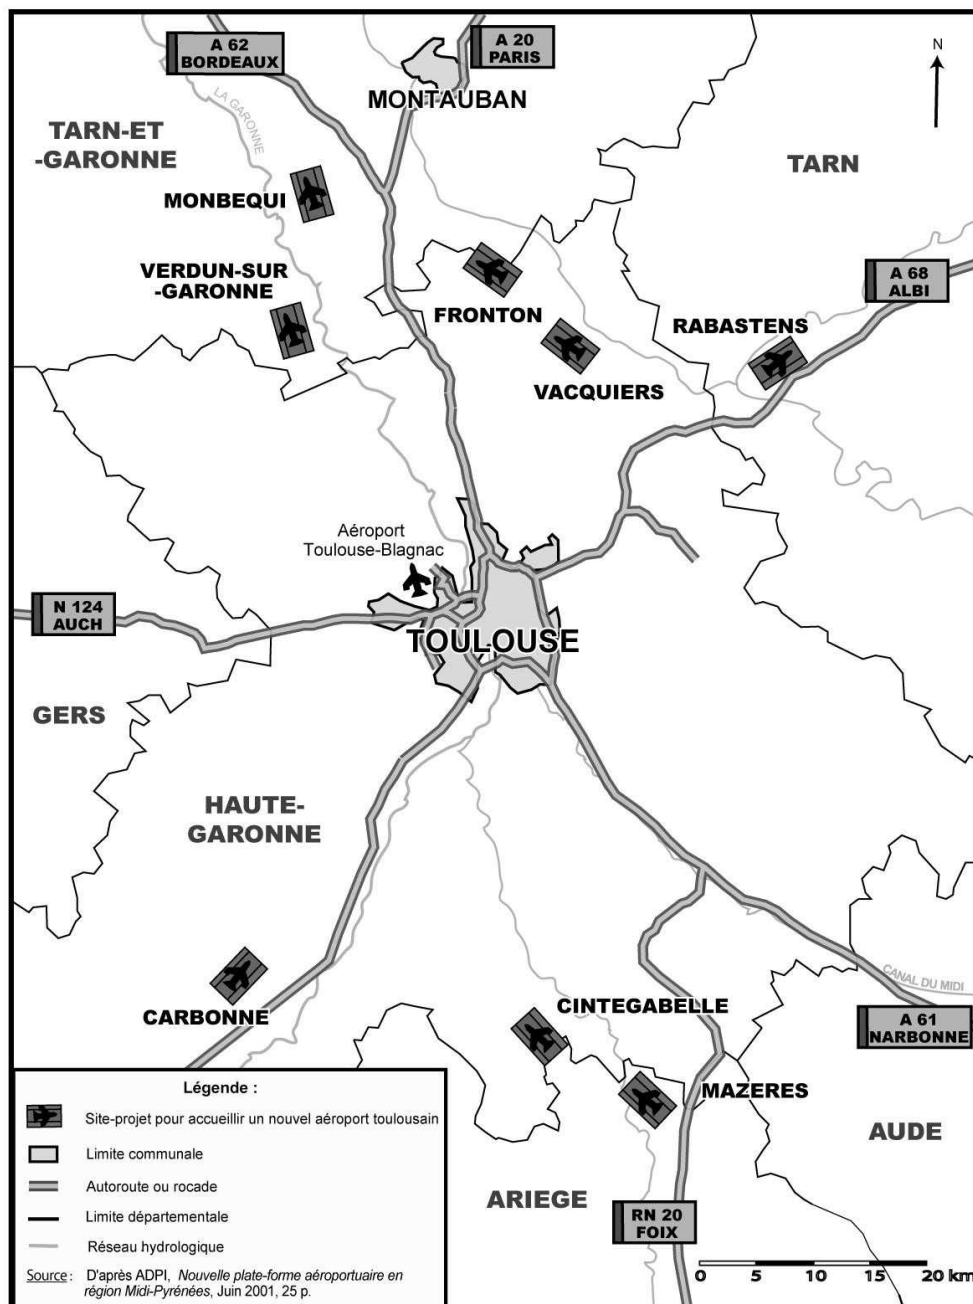 A 62
BORDEAUX
A 20
PARIS
N
MONTAUBAN
LA GARONNE
TARN-ET
-GARONNE
TARN
MONBEQUI
VERDUN-SUR
-GARONNE
A 68
ALBI
FRONTON
RABASTENS
VACQUIERS
Aéroport
Toulouse-Blagnac
N 124
AUCH
TOULOUSE
GERS
HAUTE-
GARONNE
CANAL DU MIDI
CARBONNE
CINTEGABELLE
A 61
NARBONNE
MAZERES
AUDE
ARIEGE
RN 20
FOIX
0 5 10 15 20 km
Légende :
Site-projet pour accueillir un nouvel aéroport toulousain
Limite communale
Autoroute ou rocade
Limite départementale
Réseau hydrologique
Source : D'après ADPI, Nouvelle plate-forme aéroportuaire en
région Midi-Pyrénées, Juin 2001, 25 p.